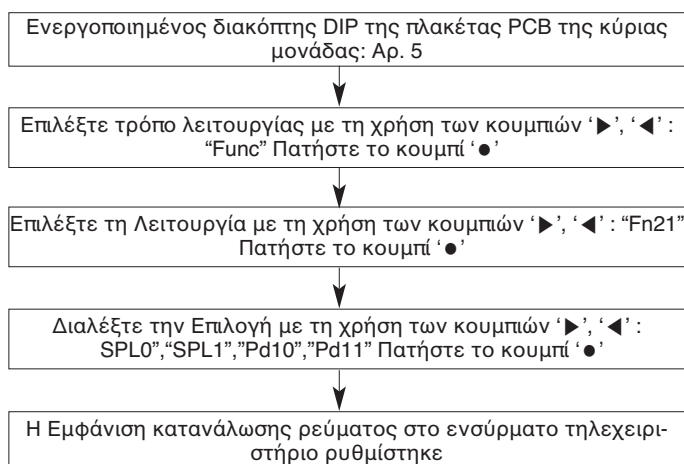 Ενεργοποιημένος διακόπτης DIP της πλακέτας PCB της κύριας
μονάδας: Αρ. 5
Επιλέξτε τρόπο λειτουργίας με τη χρήση των κουμπιών ‘▶’, ‘◀’ :
“Func” Πατήστε το κουμπί ‘●’
Επιλέξτε τη Λειτουργία με τη χρήση των κουμπιών ‘▶’, ‘◀’ : “Fn21”
Πατήστε το κουμπί ‘●’
Διαλέξτε την Επιλογή με τη χρήση των κουμπιών ‘▶’, ‘◀’ :
SPL0”,“SPL1”,”Pd10”,”Pd11” Πατήστε το κουμπί ‘●’
Η Εμφάνιση κατανάλωσης ρεύματος στο ενσύρματο τηλεχειρι-
στήριο ρυθμίστηκε